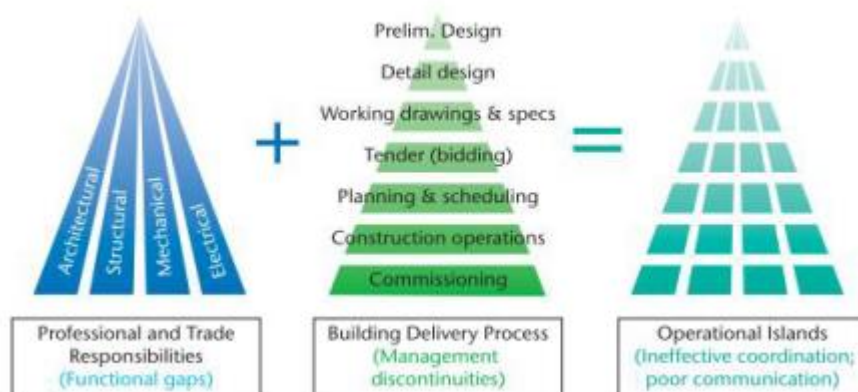 Architectural
Structural
Mechanical
Electrical
+
Prelim. Design
Detail design
Working drawings & specs
Tender (bidding)
Planning & scheduling
Construction operations
Commissioning
=
Professional and Trade
Responsibilities
(Functional gaps)
Building Delivery Process
(Management
discontinuities)
Operational Islands
(Ineffective coordination;
poor communication)